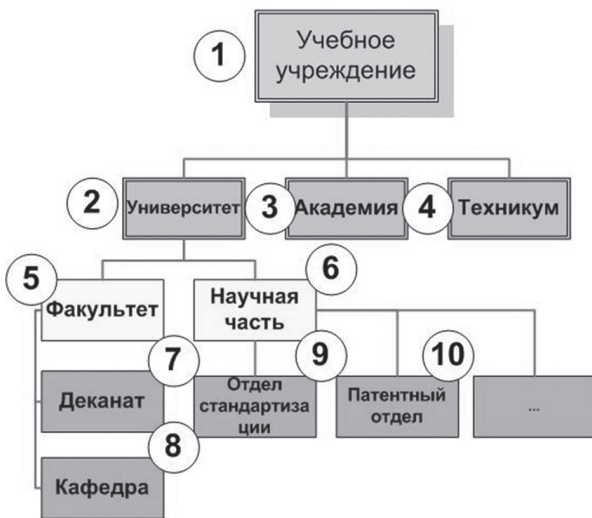 1
Учебное
учреждение
2
Университет
3
Академия
4
Техникум
5
Факультет
6
Научная
часть
7
Деканат
8
Кафедра
9
Отдел
стандартиза
ции
10
Патентный
отдел
...